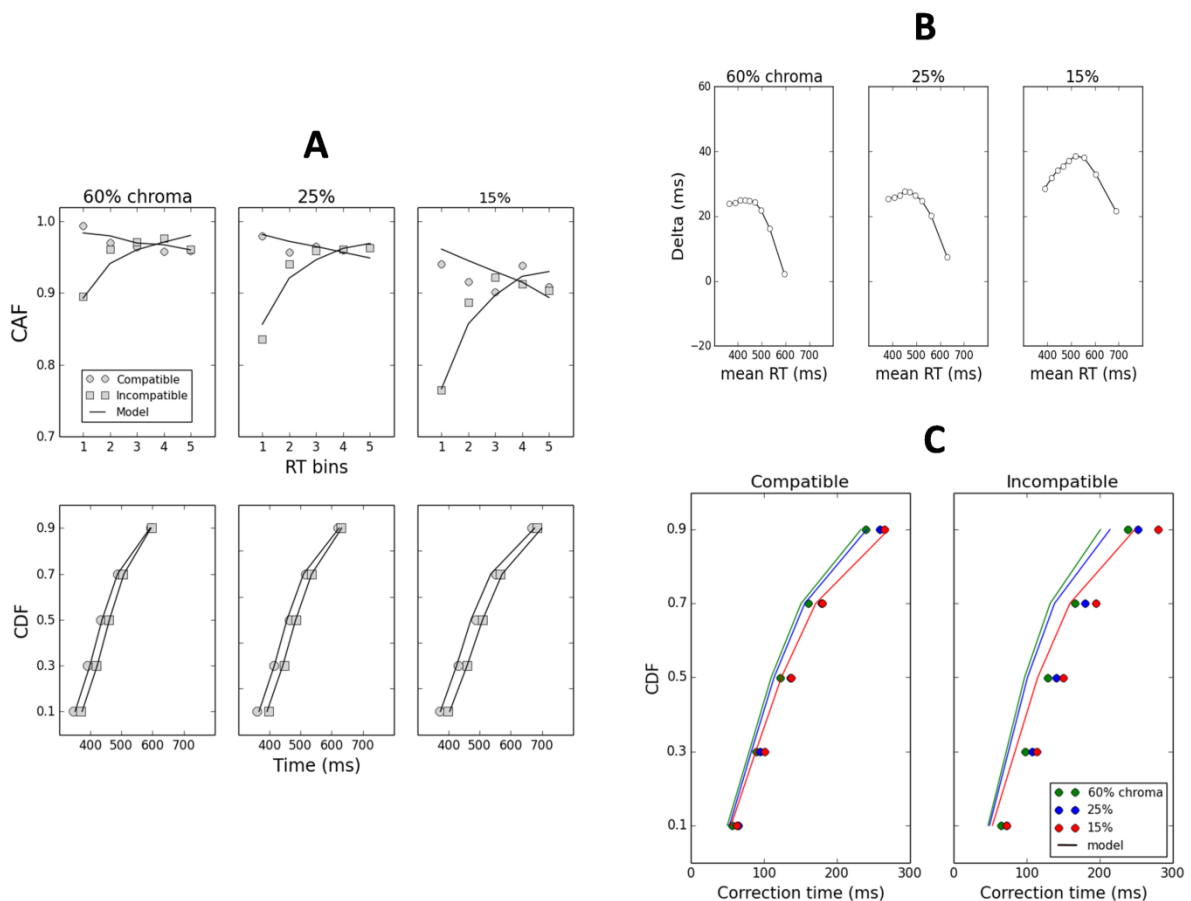 A
60% chroma
25%
15%
CAF
1.0
0.9
0.8
0.7
Compatible
Incompatible
Model
1 2 3 4 5
1 2 3 4 5
1 2 3 4 5
RT bins
CDF
0.9
0.7
0.5
0.3
0.1
400 500 600 700
400 500 600 700
400 500 600 700
Time (ms)
B
60% chroma
25%
15%
Delta (ms)
60
40
20
0
−20
400 500 600 700
400 500 600 700
400 500 600 700
mean RT (ms)
mean RT (ms)
mean RT (ms)
C
Compatible
Incompatible
CDF
0.9
0.7
0.5
0.3
0.1
60% chroma
25%
15%
model
0 100 200 300
0 100 200 300
Correction time (ms)
Correction time (ms)